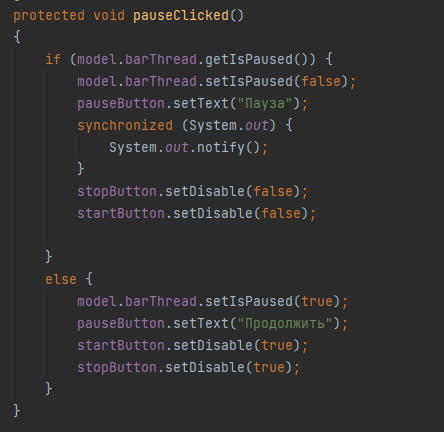 protected void pauseClicked()
{
    if (model.barThread.getIsPaused()) {
        model.barThread.setIsPaused(false);
        pauseButton.setText("Пауза");
        synchronized (System.out) {
            System.out.notify();
        }
        stopButton.setDisable(false);
        startButton.setDisable(false);

    }
    else {
        model.barThread.setIsPaused(true);
        pauseButton.setText("Продолжить");
        startButton.setDisable(true);
        stopButton.setDisable(true);
    }
}